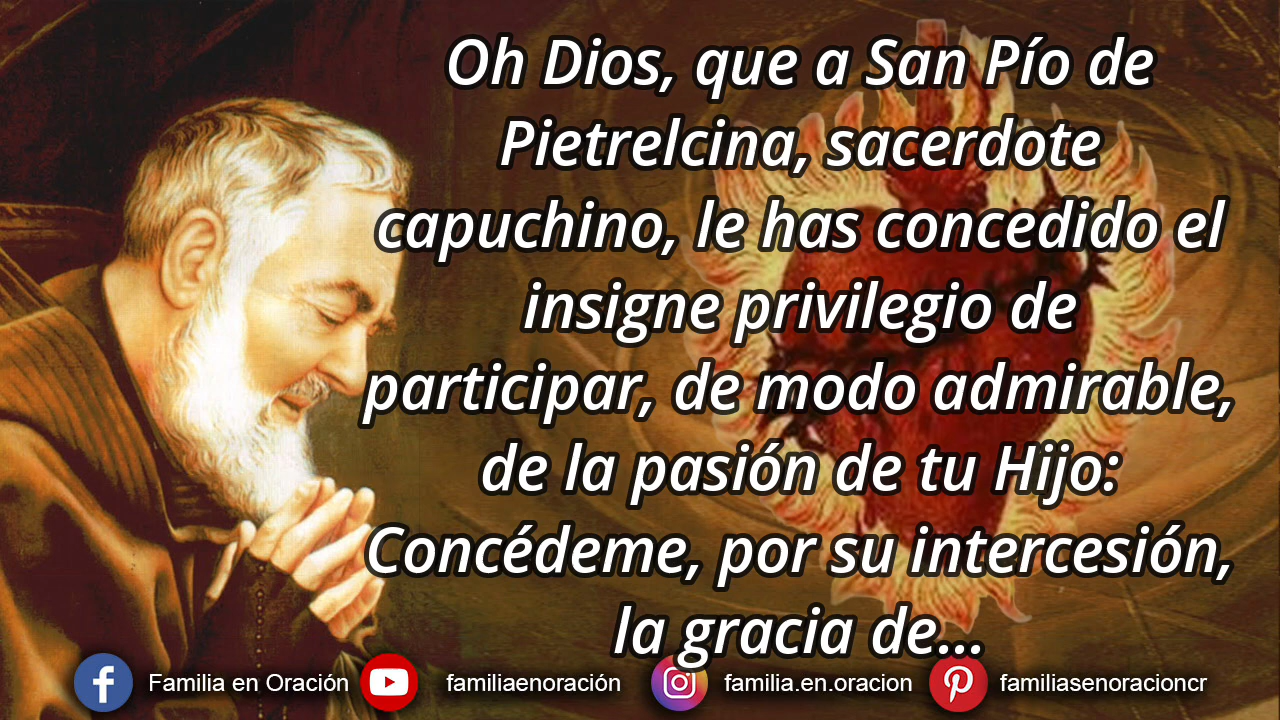 Oh Dios, que a San Pío de
Pietrelcina, sacerdote
capuchino, le has concedido el
insigne privilegio de
participar, de modo admirable,
de la pasión de tu Hijo:
Concédeme, por su intercesión,
la gracia de...
Familia en Oración familiaenoración familia.en.oracion familiasenoracioncr